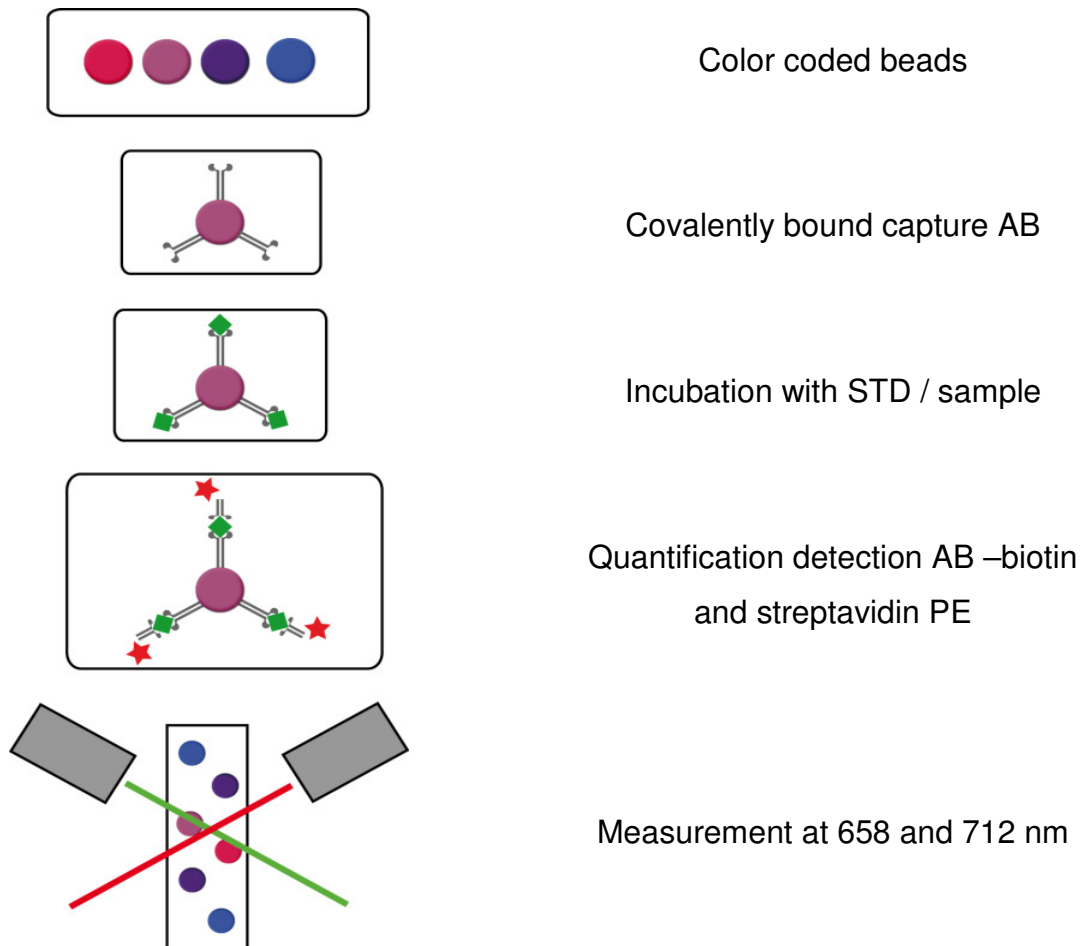 Color coded beads
Covalently bound capture AB
Incubation with STD / sample
Quantification detection AB –biotin
and streptavidin PE
Measurement at 658 and 712 nm